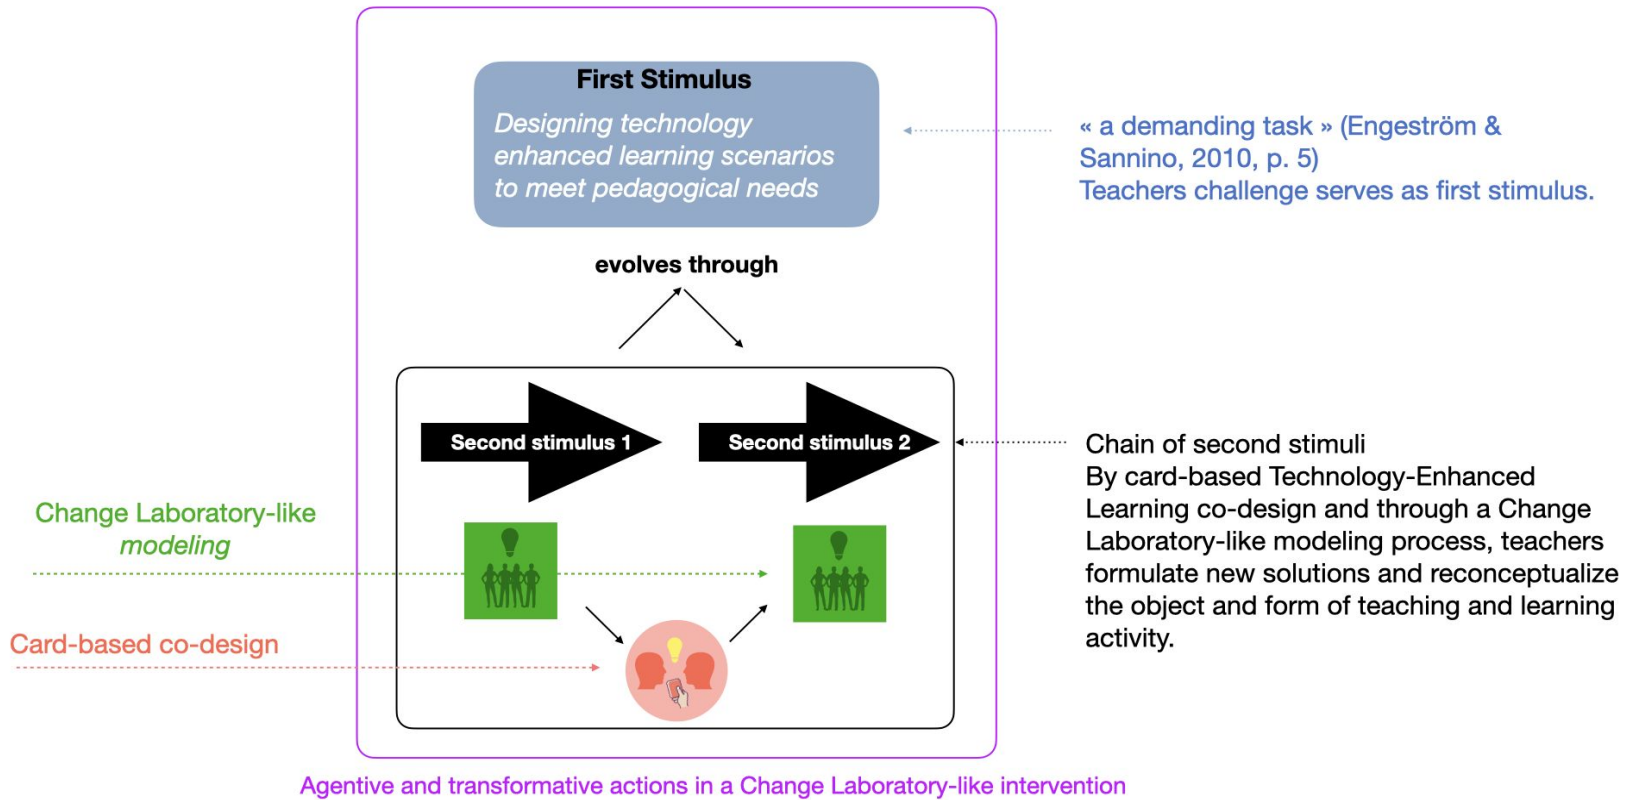 First Stimulus
Designing technology
enhanced learning scenarios
to meet pedagogical needs
« a demanding task » (Engeström &
Sannino, 2010, p. 5)
Teachers challenge serves as first stimulus.
evolves through
Second stimulus 1
Second stimulus 2
Chain of second stimuli
By card-based Technology-Enhanced
Learning co-design and through a Change
Laboratory-like modeling process, teachers
formulate new solutions and reconceptualize
the object and form of teaching and learning
activity.
Change Laboratory-like
modeling
Card-based co-design
Agentive and transformative actions in a Change Laboratory-like intervention